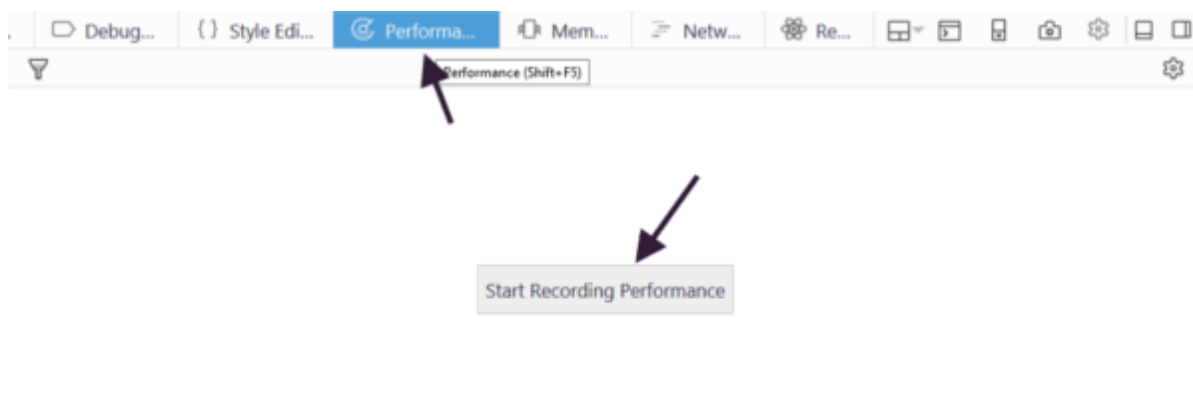 Debug... {} Style Edi... Performa... Mem... Netw... Re...
Performance (Shift+F5)
Start Recording Performance